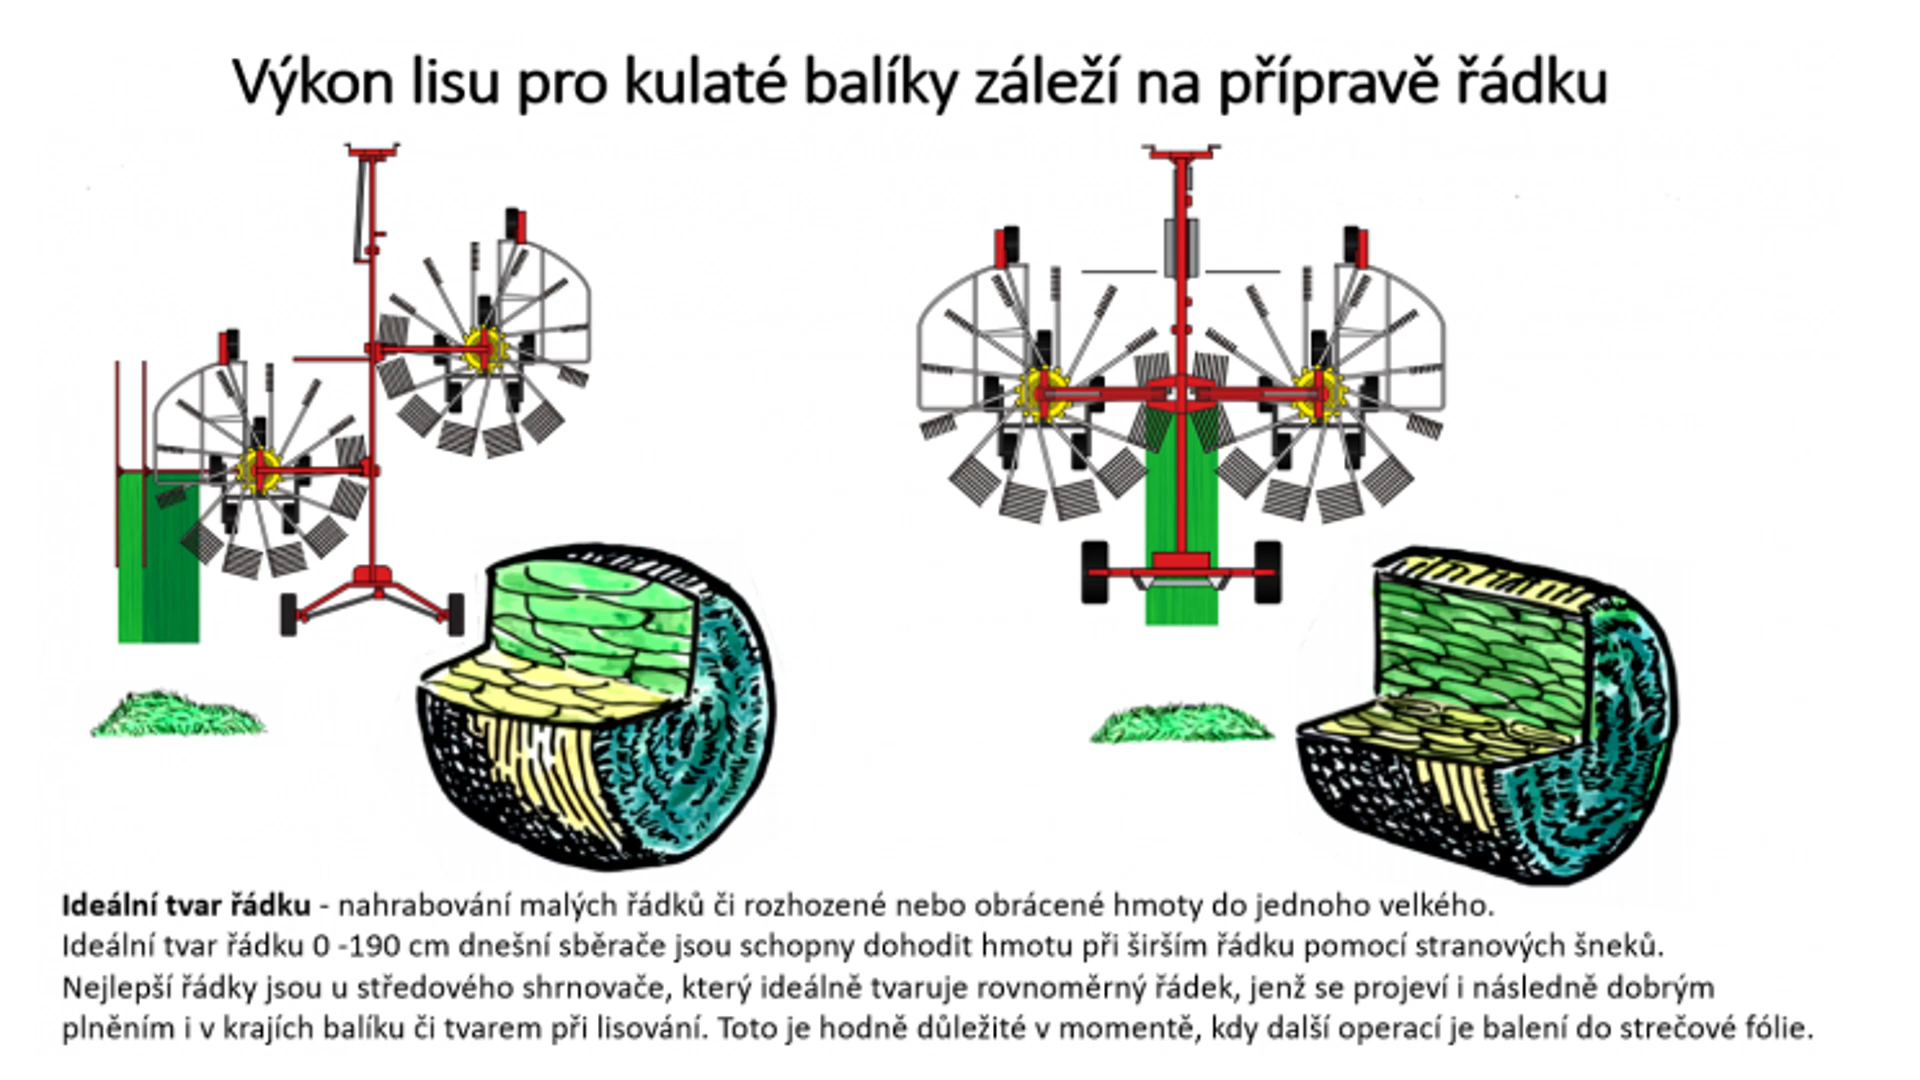 Výkon lisu pro kulaté balíky záleží na přípravě řádku
Ideální tvar řádku - nahrabování malých řádků či rozhozené nebo obrácené hmoty do jednoho velkého.
Ideální tvar řádku 0 -190 cm dnešní sběrače jsou schopny dohodit hmotu při širším řádku pomocí stranových šneků.
Nejlepší řádky jsou u středového shrnovače, který ideálně tvaruje rovnoměrný řádek, jenž se projeví i následně dobrým
plněním i v krajích balíku či tvarem při lisování. Toto je hodně důležité v momentě, kdy další operací je balení do strečové fólie.